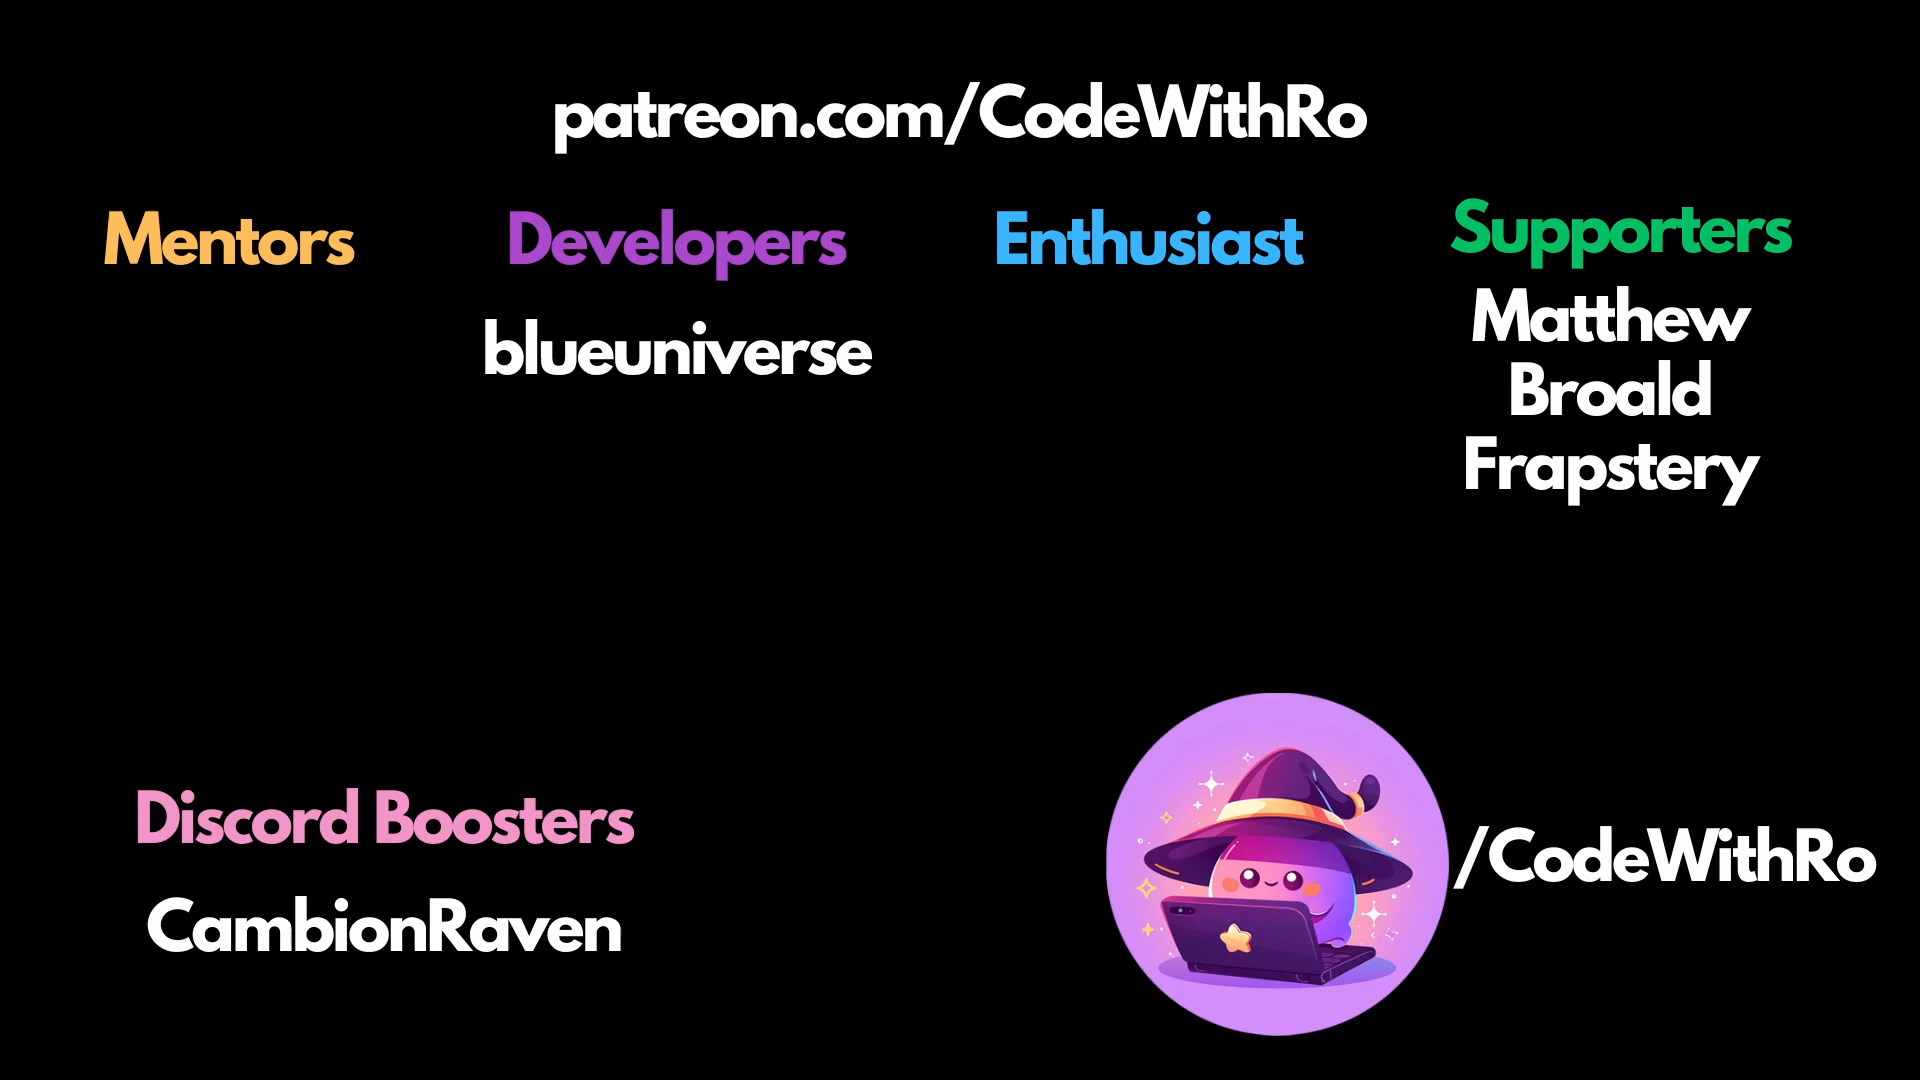 patreon.com/CodeWithRo
Mentors
Developers
blueuniverse
Enthusiast
Supporters
Matthew
Broald
Frapstery
Discord Boosters
CambionRaven
/CodeWithRo